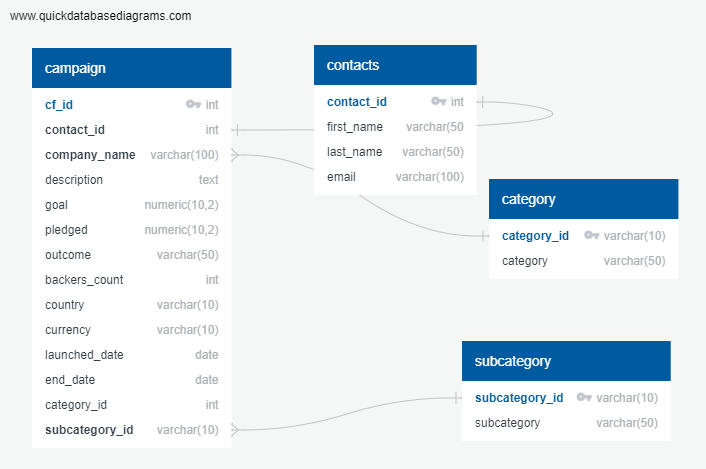 www.quickdatabasediagrams.com
campaign
cf_id int
contact_id int
company_name varchar(100)
description text
goal numeric(10,2)
pledged numeric(10,2)
outcome varchar(50)
backers_count int
country varchar(10)
currency varchar(10)
launched_date date
end_date date
category_id int
subcategory_id varchar(10)
contacts
contact_id int
first_name varchar(50
last_name varchar(50)
email varchar(100)
category
category_id varchar(10)
category varchar(50)
subcategory
subcategory_id varchar(10)
subcategory varchar(50)